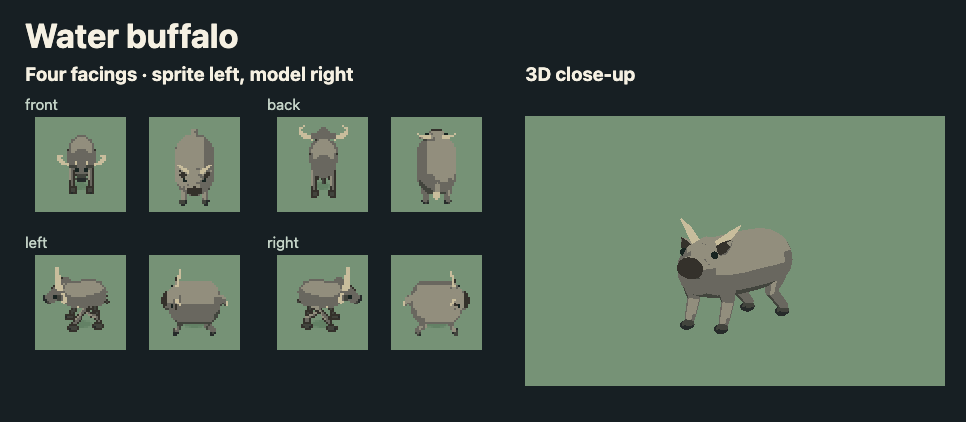 Water buffalo
Four facings · sprite left, model right
3D close-up
front
back
left
right